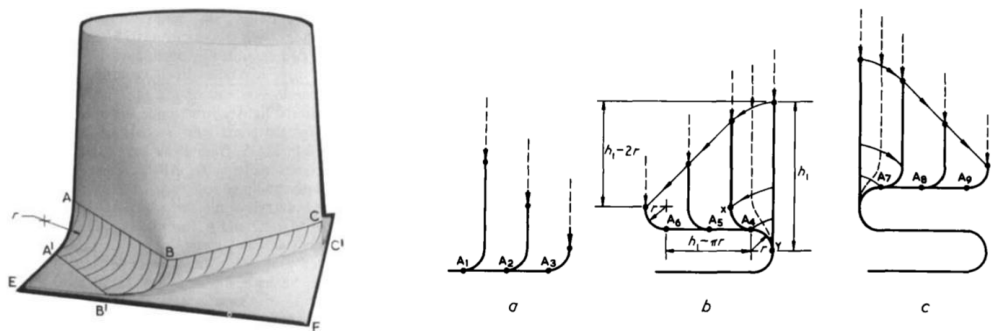 A
r
A'
B
C
C'
E
B'
F
A₁
A₂
A₃
a
h₁-2r
r
A₆
A₅
A₄
x
Y
r
h₁-πr
h₁
b
A₇
A₈
A₉
c